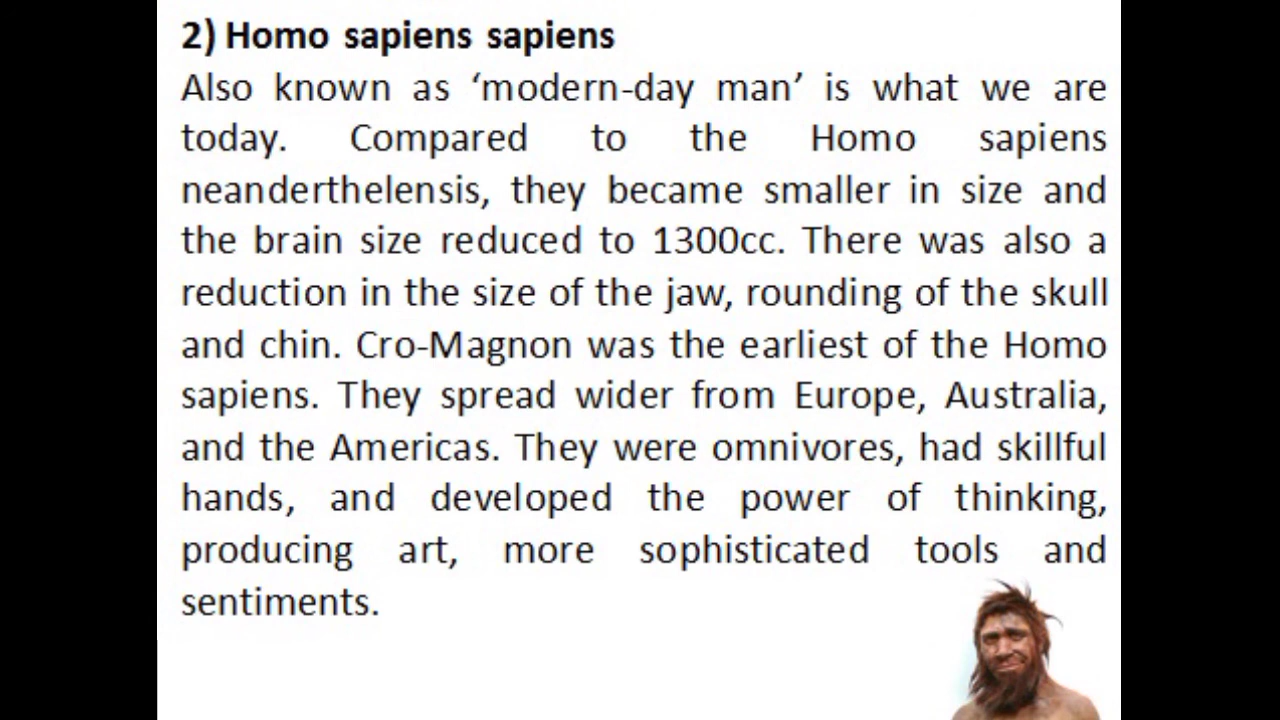 2) Homo sapiens sapiens
Also known as ‘modern-day man’ is what we are
today. Compared to the Homo sapiens
neanderthelensis, they became smaller in size and
the brain size reduced to 1300cc. There was also a
reduction in the size of the jaw, rounding of the skull
and chin. Cro-Magnon was the earliest of the Homo
sapiens. They spread wider from Europe, Australia,
and the Americas. They were omnivores, had skillful
hands, and developed the power of thinking,
producing art, more sophisticated tools and
sentiments.